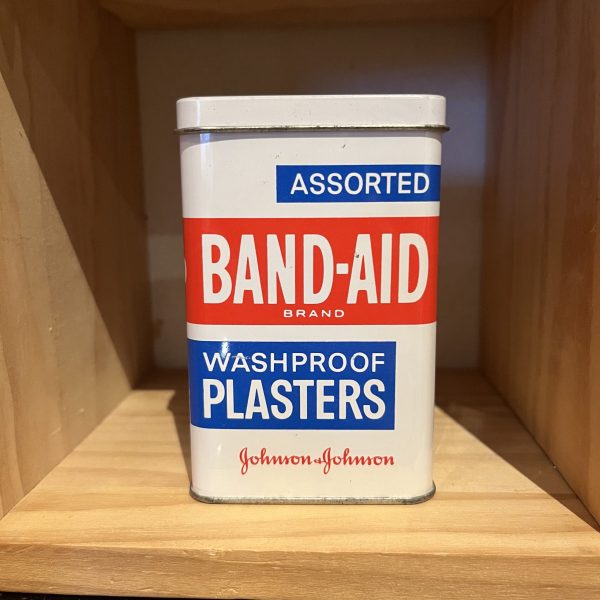 ASSORTED
BAND-AID
BRAND
WASHPROOF
PLASTERS
Johnson & Johnson